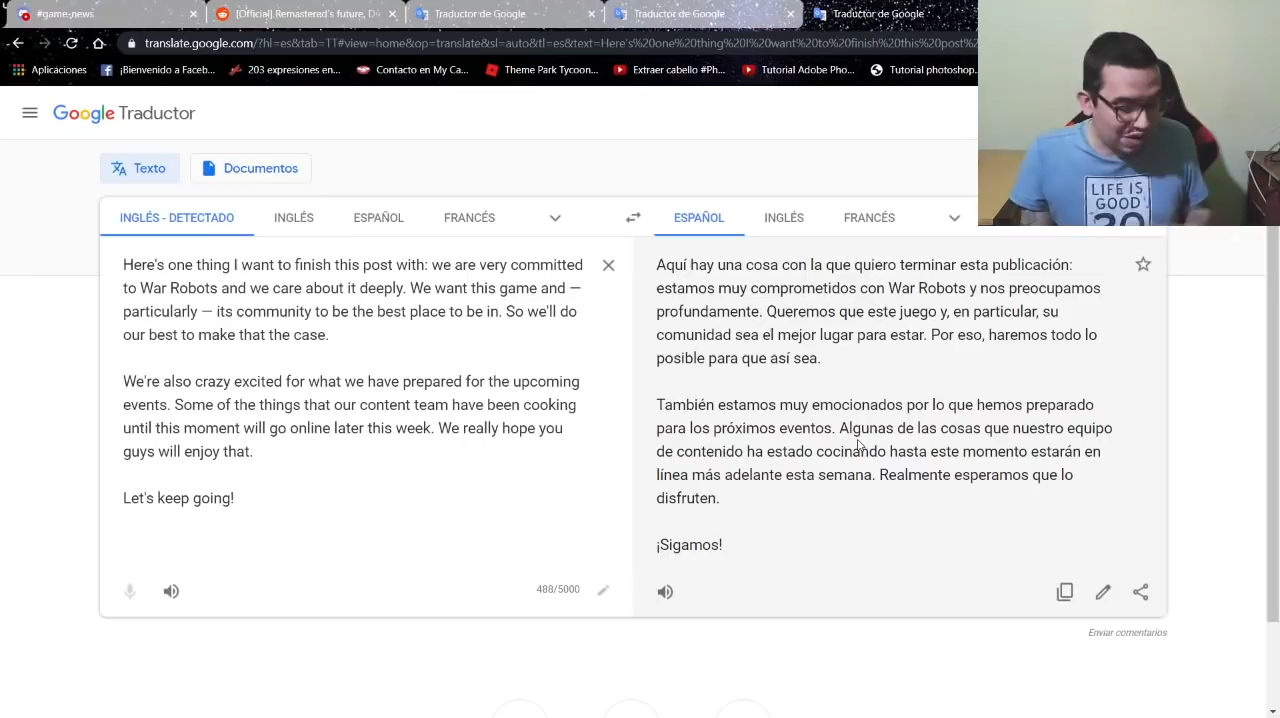 #game-news
[Official] Remastered's future, D
Traductor de Google
Traductor de Google
Traductor de Google
translate.google.com/?hl=es&tab=TT#view=home&op=translate&sl=auto&tl=es&text=Here's%20one%20thing%20I%20want%20to%20finish%20this%20post%20
Aplicaciones
¡Bienvenido a Faceb...
203 expresiones en...
Contacto en My Ca...
Theme Park Tycoon...
Extraer cabello #Ph...
Tutorial Adobe Pho...
Tutorial photoshop...
Google Traductor
Texto
Documentos
INGLÉS - DETECTADO
INGLÉS
ESPAÑOL
FRANCÉS
ESPAÑOL
INGLÉS
FRANCÉS
Here's one thing I want to finish this post with: we are very committed
to War Robots and we care about it deeply. We want this game and —
particularly — its community to be the best place to be in. So we'll do
our best to make that the case.
We're also crazy excited for what we have prepared for the upcoming
events. Some of the things that our content team have been cooking
until this moment will go online later this week. We really hope you
guys will enjoy that.
Let's keep going!
488/5000
Aquí hay una cosa con la que quiero terminar esta publicación:
estamos muy comprometidos con War Robots y nos preocupamos
profundamente. Queremos que este juego y, en particular, su
comunidad sea el mejor lugar para estar. Por eso, haremos todo lo
posible para que así sea.
También estamos muy emocionados por lo que hemos preparado
para los próximos eventos. Algunas de las cosas que nuestro equipo
de contenido ha estado cocinando hasta este momento estarán en
línea más adelante esta semana. Realmente esperamos que lo
disfruten.
¡Sigamos!
Enviar comentarios
LIFE IS
GOOD